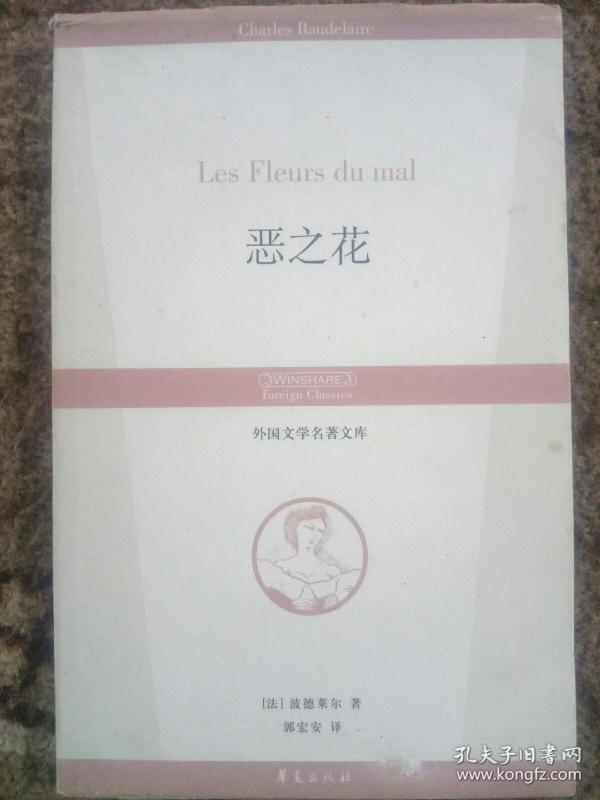 Charles Baudelaire
Les Fleurs du mal
恶之花
WINSHARE
Foreign Classics
外国文学名著文库
[法] 波德莱尔 著
郭宏安 译
华夏出版社
孔夫子旧书网
www.kongfz.com